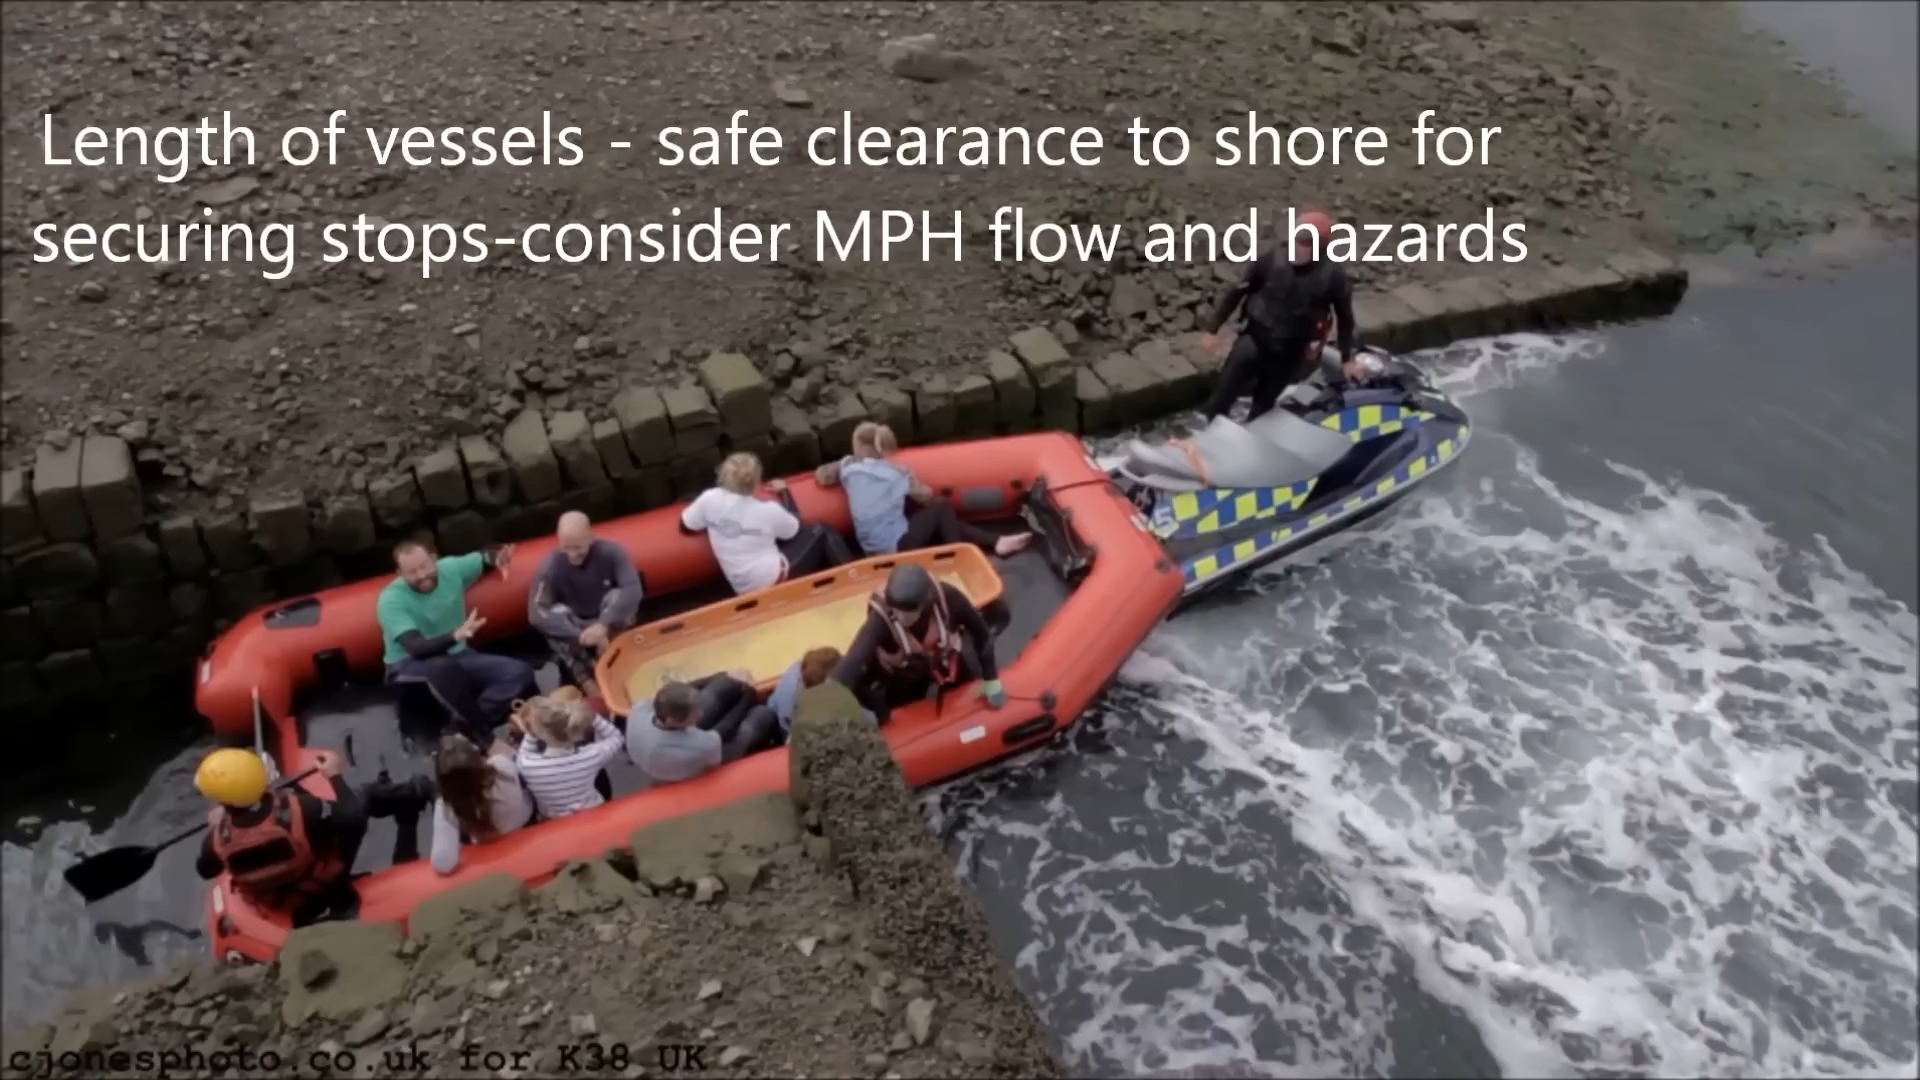 Length of vessels - safe clearance to shore for
securing stops-consider MPH flow and hazards
5
cjonesphoto.co.uk for K38 UK